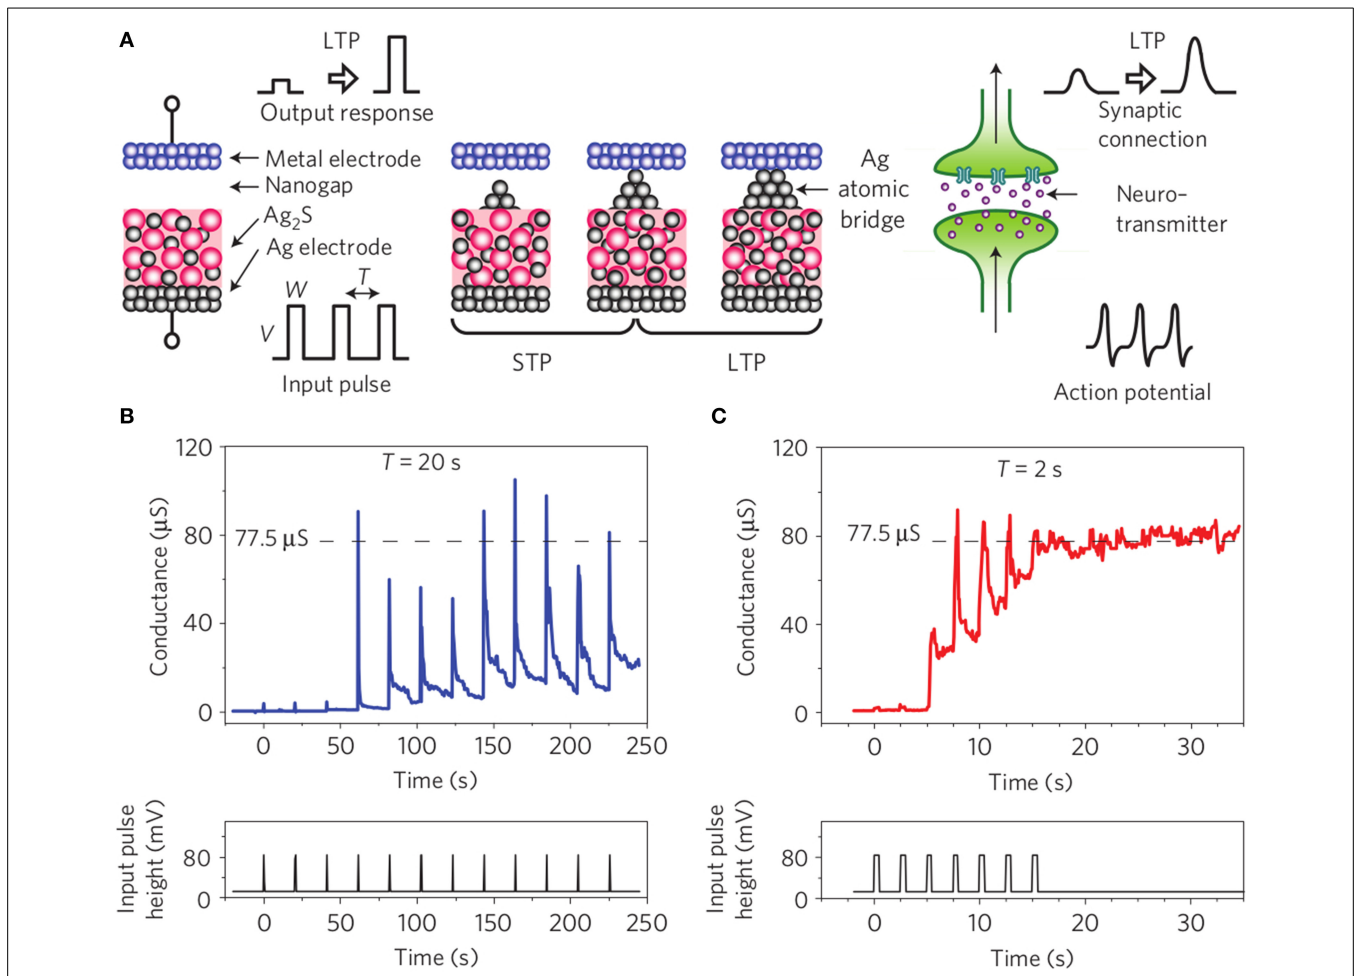 A
LTP
Output response
Metal electrode
Nanogap
Ag₂S
Ag electrode
W
T
V
Input pulse
STP
LTP
Ag
atomic
bridge
LTP
Synaptic
connection
Neuro-
transmitter
Action potential
B
T = 20 s
77.5 μS
Conductance (μS)
120
80
40
0
0 50 100 150 200 250
Time (s)
Input pulse
height (mV)
80
0
0 50 100 150 200 250
Time (s)
C
T = 2 s
77.5 μS
Conductance (μS)
120
80
40
0
0 10 20 30
Time (s)
Input pulse
height (mV)
80
0
0 10 20 30
Time (s)